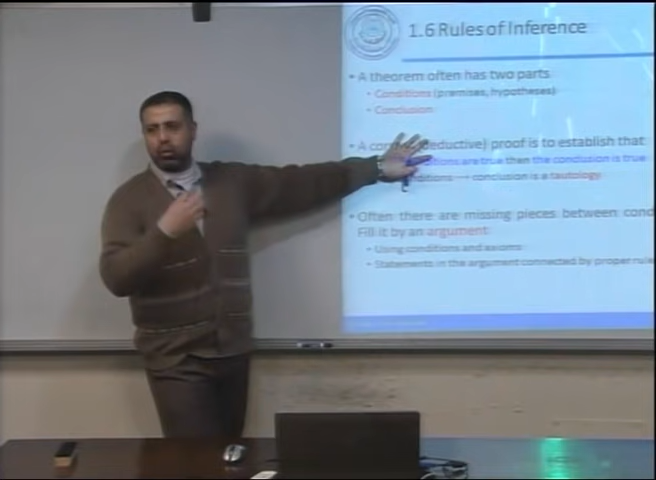 1.6 Rules of Inference
• A theorem often has two parts
• Conditions (premises, hypotheses)
• Conclusion
• A (deductive) proof is to establish that
are true then the conclusion is true
→ conclusion is a tautology
• Often there are missing pieces between
Fill it by an argument
• Using conditions and axioms
• Statements in the argument connected by proper